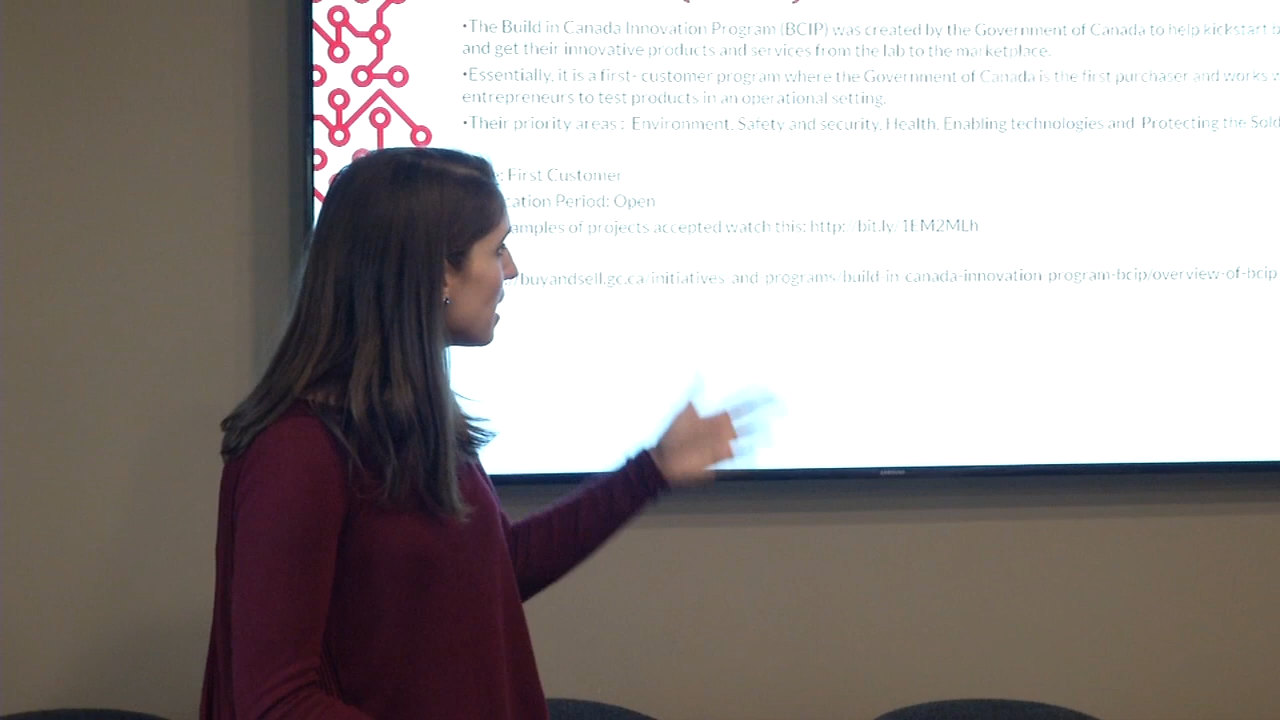 •The Build in Canada Innovation Program (BCIP) was created by the Government of Canada to help kickstart
and get their innovative products and services from the lab to the marketplace.
•Essentially, it is a first- customer program where the Government of Canada is the first purchaser and works
entrepreneurs to test products in an operational setting.
•Their priority areas : Environment, Safety and security, Health, Enabling technologies and Protecting the
: First Customer
Period: Open
of projects accepted watch this: http://bit.ly/1EM2MLh
/buyandsell.gc.ca/initiatives-and-programs/build-in-canada-innovation-program-bcip/overview-of-bcip
SAMSUNG